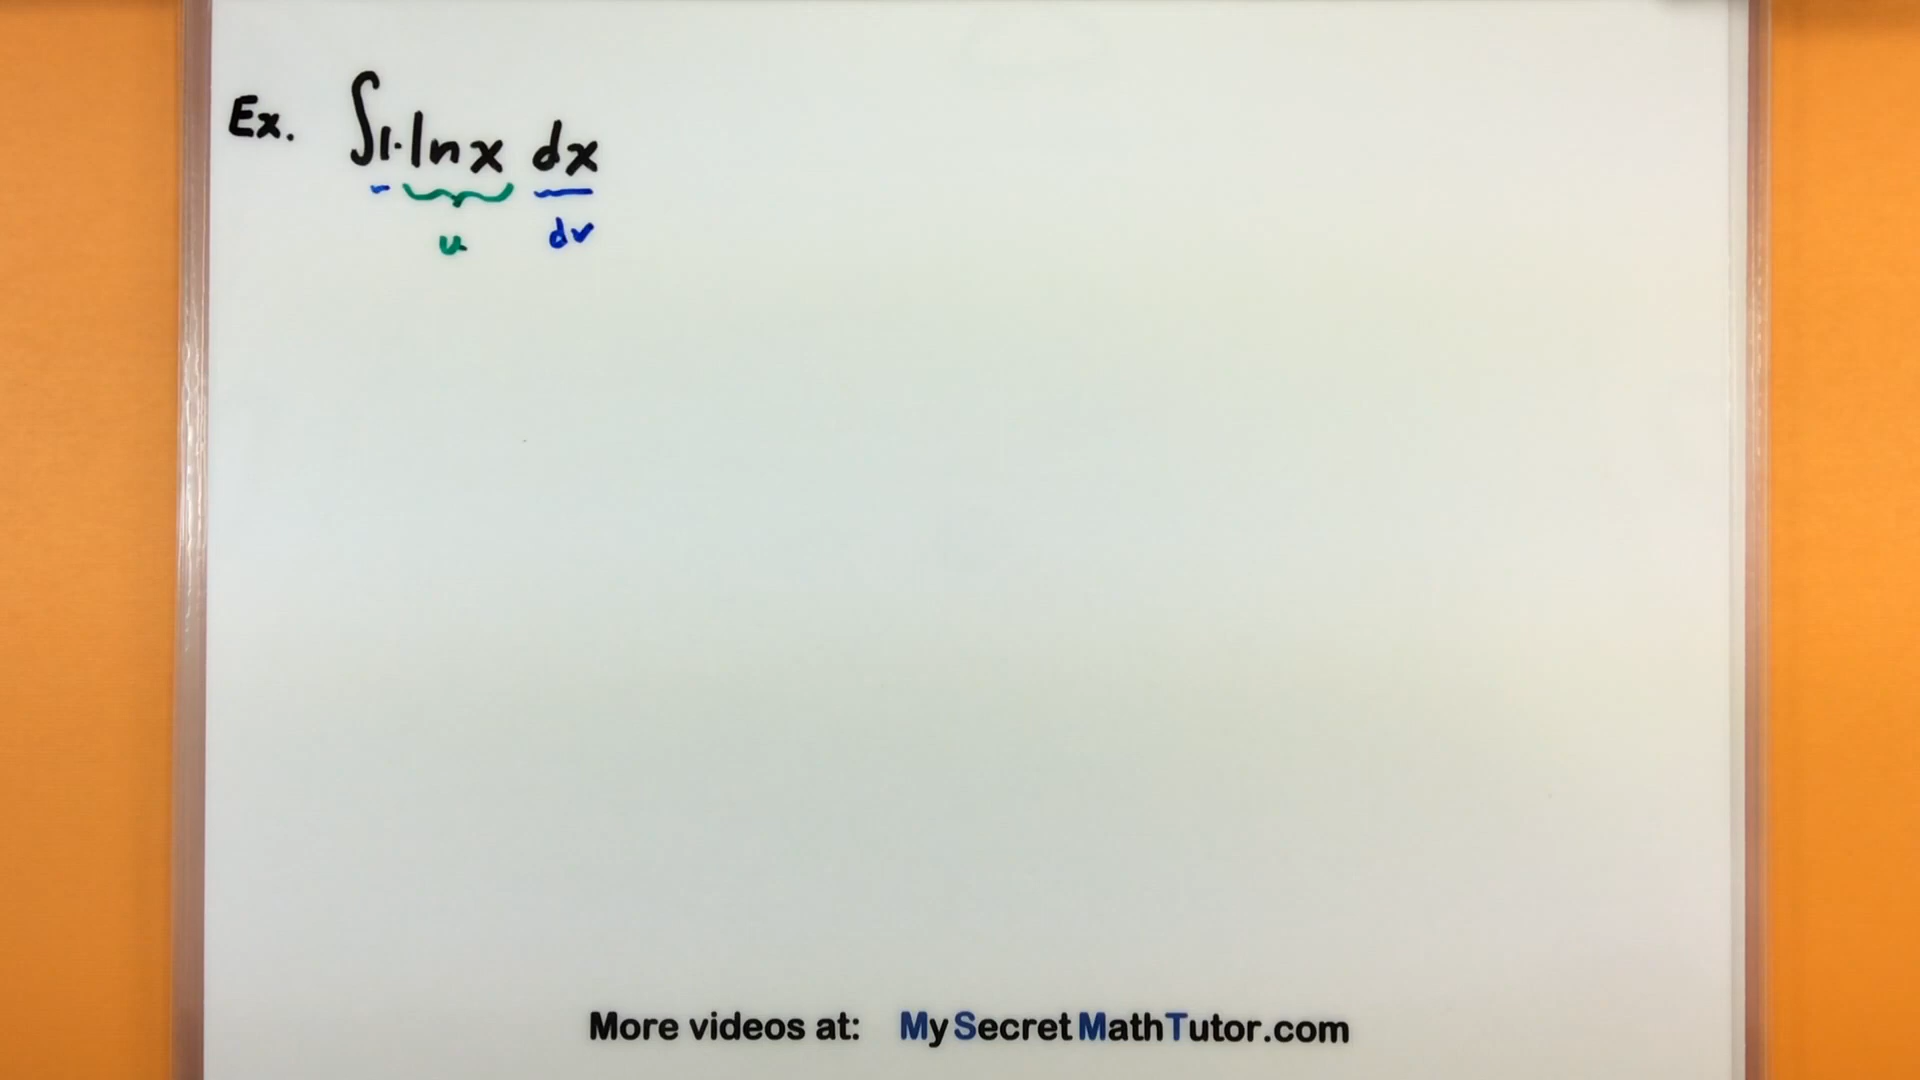 Ex. ∫1·ln x dx
u dv
More videos at: MySecretMathTutor.com